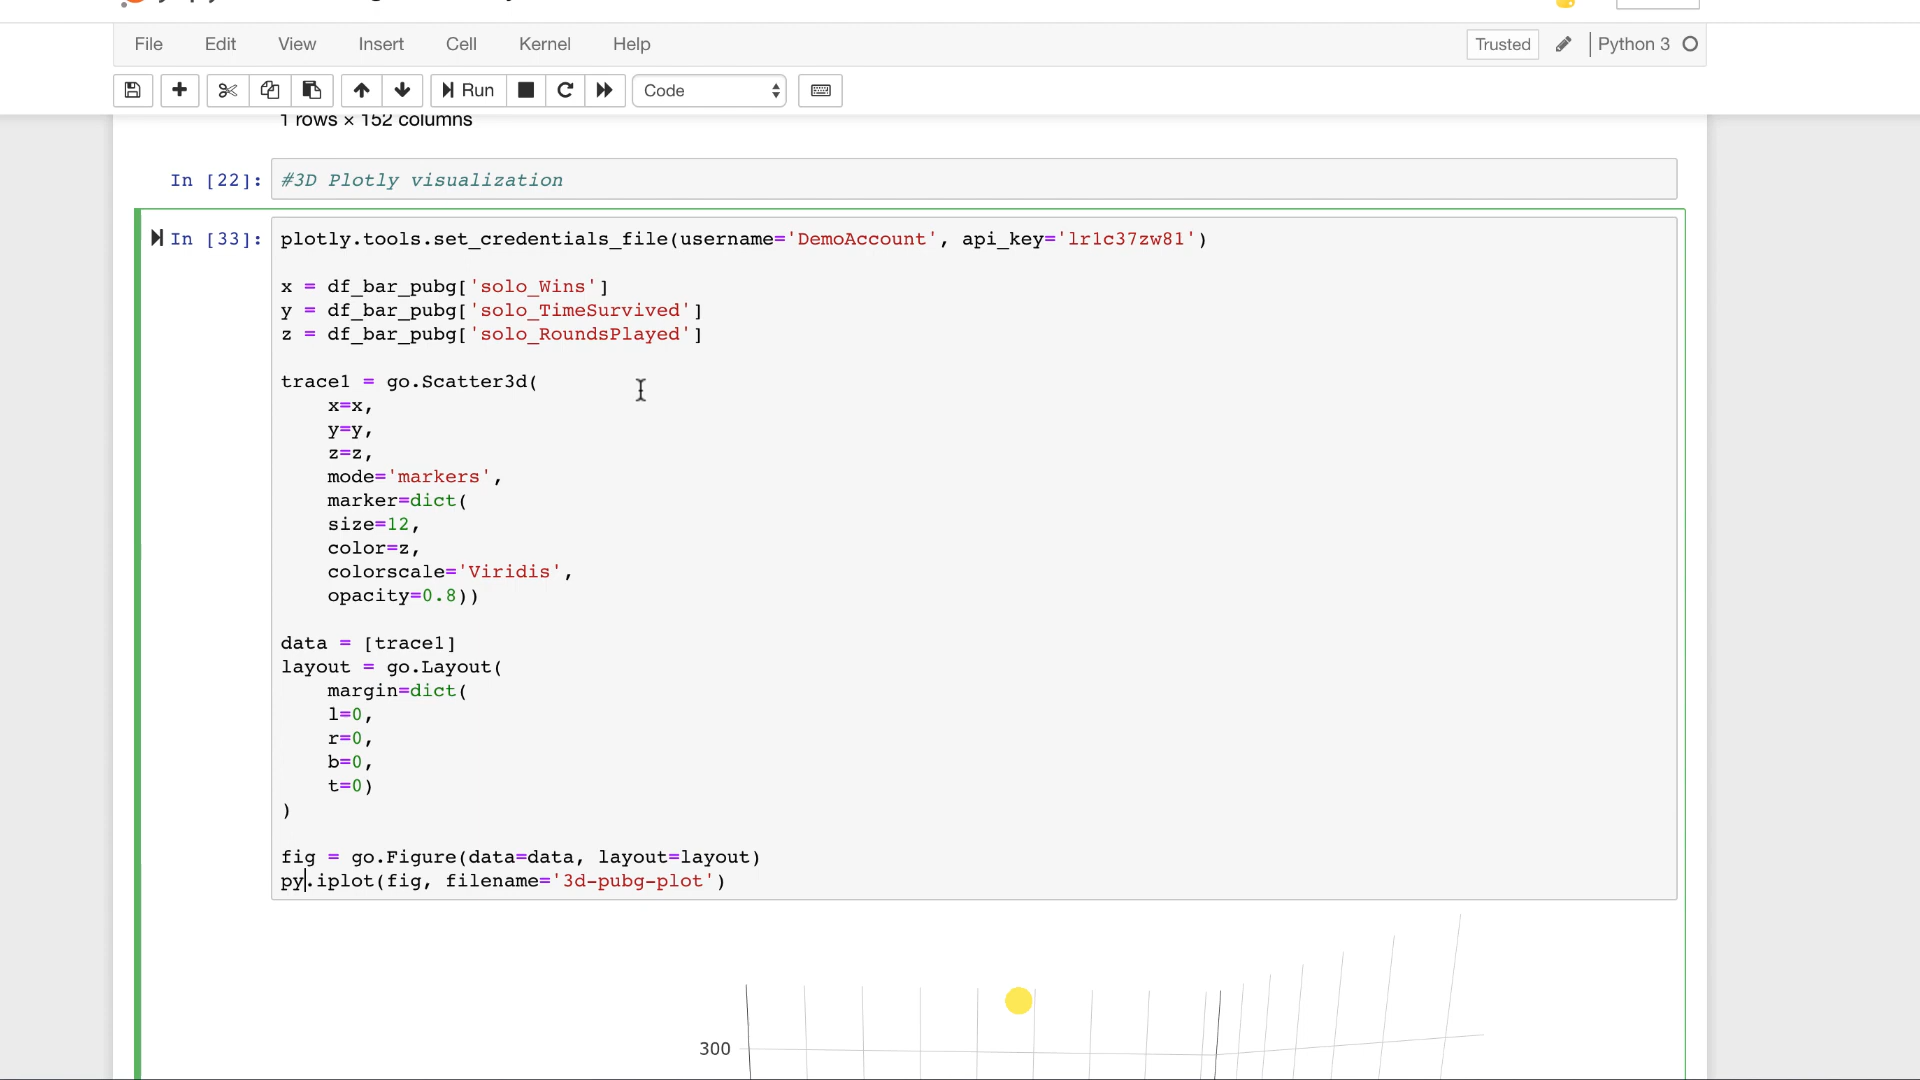 File Edit View Insert Cell Kernel Help Trusted Python 3
Run Code
1 rows × 152 columns
In [22]: #3D Plotly visualization
In [33]: plotly.tools.set_credentials_file(username='DemoAccount', api_key='lr1c37zw81')
x = df_bar_pubg['solo_Wins']
y = df_bar_pubg['solo_TimeSurvived']
z = df_bar_pubg['solo_RoundsPlayed']
trace1 = go.Scatter3d(
x=x,
y=y,
z=z,
mode='markers',
marker=dict(
size=12,
color=z,
colorscale='Viridis',
opacity=0.8))
data = [trace1]
layout = go.Layout(
margin=dict(
l=0,
r=0,
b=0,
t=0)
)
fig = go.Figure(data=data, layout=layout)
py.iplot(fig, filename='3d-pubg-plot')
300